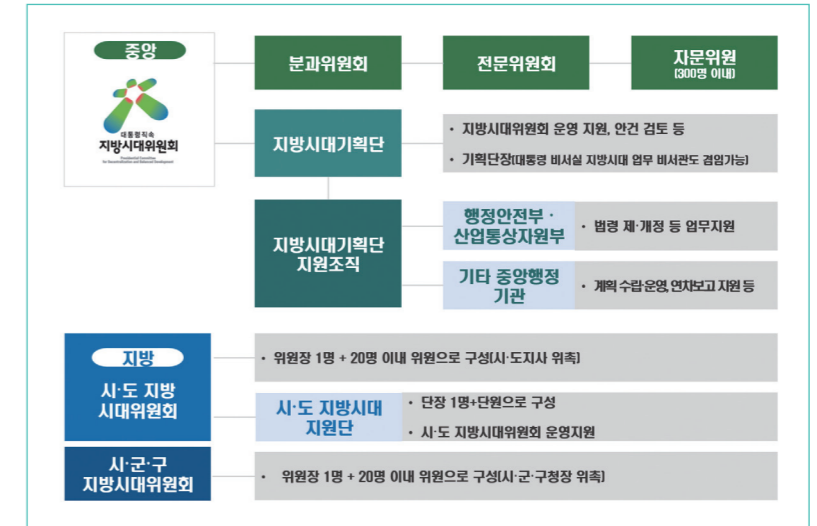 중앙
대통령직속
지방시대위원회
Presidential Committee
for Decentralization and Balanced Development
분과위원회
전문위원회
자문위원
(300명 이내)
지방시대기획단
• 지방시대위원회 운영 지원, 안건 검토 등
• 기획단장(대통령 비서실 지방시대 업무 비서관도 겸임가능)
지방시대기획단
지원조직
행정안전부 ·
산업통상자원부
• 법령 제·개정 등 업무지원
기타 중앙행정
기관
• 계획 수립 운영, 연차보고 지원 등
지방
시·도 지방
시대위원회
• 위원장 1명 + 20명 이내 위원으로 구성(시·도지사 위촉)
시·도 지방시대
지원단
• 단장 1명+단원으로 구성
• 시·도 지방시대위원회 운영지원
시·군·구
지방시대위원회
• 위원장 1명 + 20명 이내 위원으로 구성(시·군·구청장 위촉)